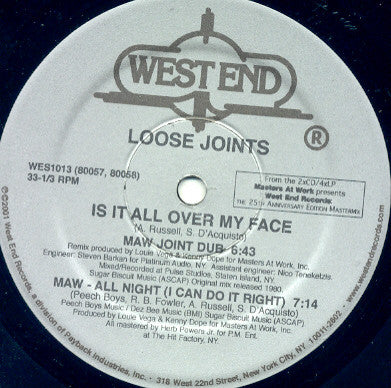 WEST END
®
LOOSE JOINTS
WES1013 (80057, 80058)
33-1/3 RPM
From the 2xCD/4xLP
Masters At Work presents
West End Records:
THE 25TH ANNIVERSARY EDITION MASTERMIX
IS IT ALL OVER MY FACE
(A. Russell, S. D'Acquisto)
MAW JOINT DUB 6:43
Remix produced by Louie Vega & Kenny Dope for Masters At Work, Inc.
Engineer: Steven Barkan for Platinum Audio, NY. Assistant engineer: Nico Teneketzis.
Mixed/Recorded at Pulse Studios, Staten Island, NY.
Sugar Biscuit Music (ASCAP) Original mix released 1980.
MAW - ALL NIGHT (I CAN DO IT RIGHT) 7:14
(Peech Boys, R. B. Fowler, A. Russell, S. D'Acquisto)
Peech Boys Music / Dez Bee Music (BMI) Sugar Biscuit Music (ASCAP)
Produced by Louie Vega & Kenny Dope for Masters At Work, Inc.
All mastered by Herb Powers Jr. for P.M. Ent.
at The Hit Factory, NY.
©2001 West End Records, a division of Payback Industries, Inc. · 318 West 22nd Street, New York City, NY 10011-2602 ·